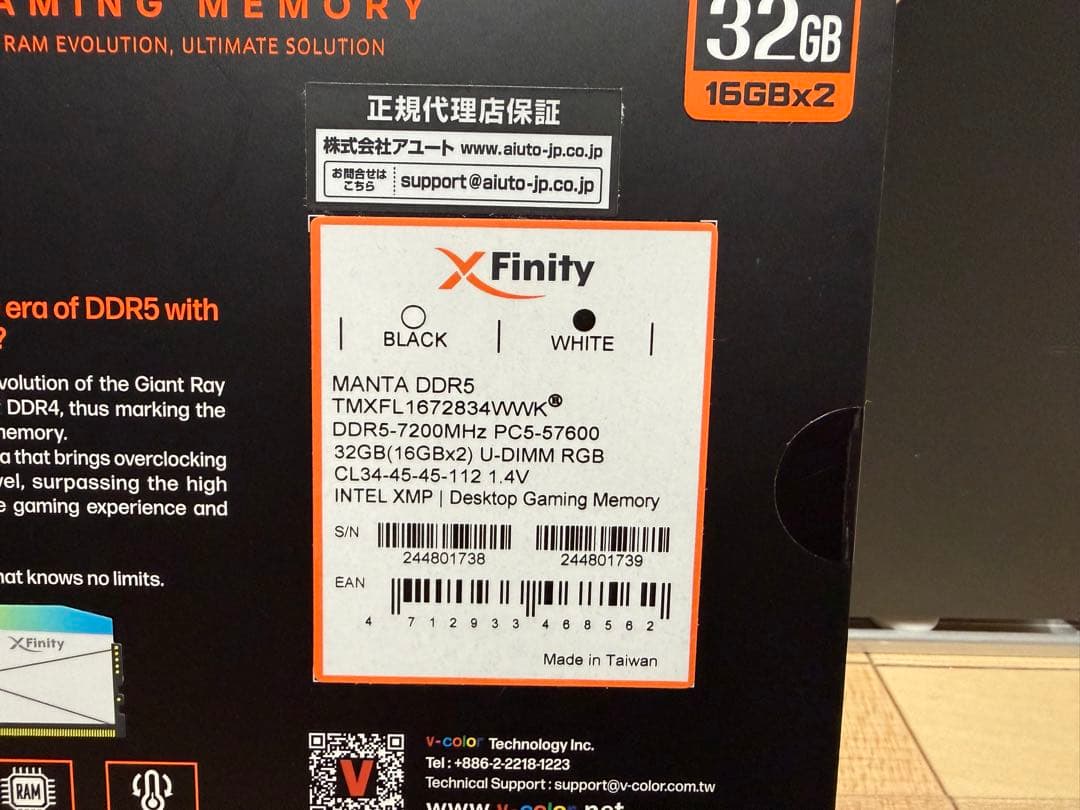 AMING MEMORY
RAM EVOLUTION, ULTIMATE SOLUTION
32GB
16GBx2
正規代理店保証
株式会社アユート www.aiuto-jp.co.jp
お問合せは
こちら
support@aiuto-jp.co.jp
XFinity
BLACK
WHITE
MANTA DDR5
TMXFL1672834WWK®
DDR5-7200MHz PC5-57600
32GB(16GBx2) U-DIMM RGB
CL34-45-45-112 1.4V
INTEL XMP | Desktop Gaming Memory
S/N
244801738
244801739
EAN
4 712933 468562
Made in Taiwan
era of DDR5 with
?
volution of the Giant Ray
DDR4, thus marking the
memory.
a that brings overclocking
vel, surpassing the high
e gaming experience and
hat knows no limits.
XFinity
RAM
V
v-color Technology Inc.
Tel : +886-2-2218-1223
Technical Support : support@v-color.com.tw
www.v-color.net